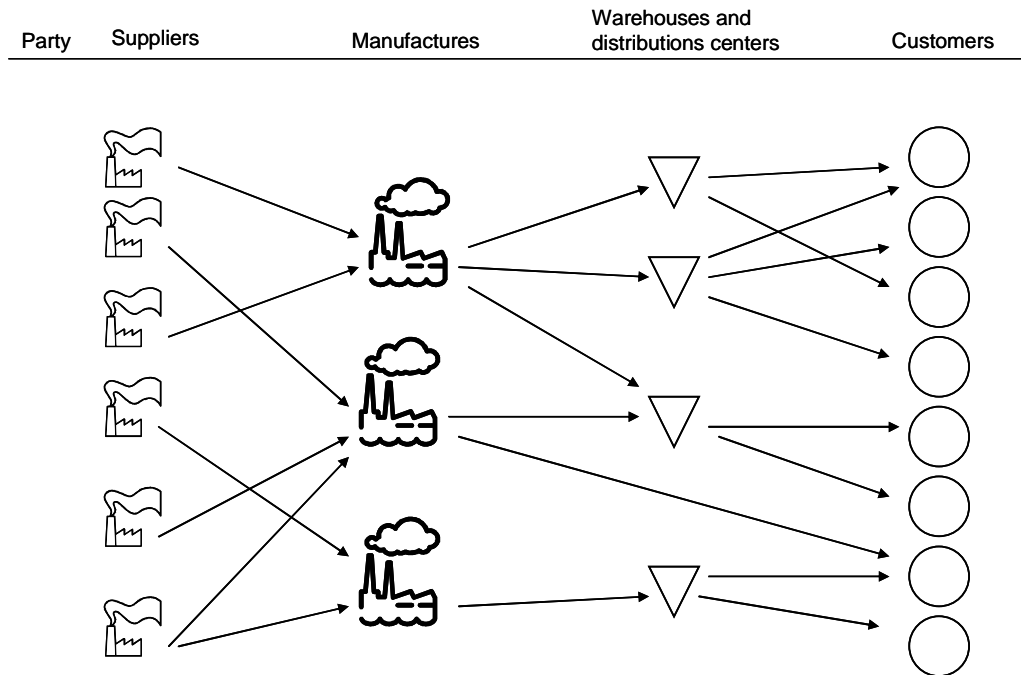 Party
Suppliers
Manufactures
Warehouses and
distributions centers
Customers